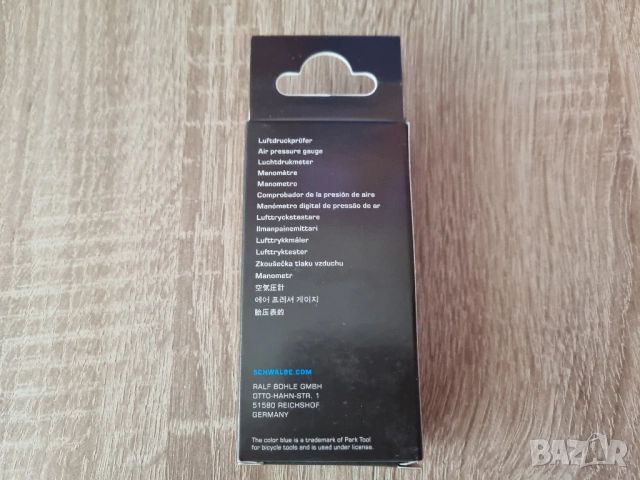 Luftdruckprüfer
Air pressure gauge
Luchtdrukmeter
Manomètre
Manometro
Comprobador de la presión de aire
Manómetro digital de pressão de ar
Lufttryckstestare
Ilmanpainemittari
Lufttrykkmåler
Lufttryktester
Zkoušečka tlaku vzduchu
Manometr
空気圧計
에어 프레셔 게이지
胎压表的
SCHWALBE.COM
RALF BOHLE GMBH
OTTO-HAHN-STR. 1
51580 REICHSHOF
GERMANY
The color blue is a trademark of Park Tool
for bicycle tools and is used under license.
BAZAR